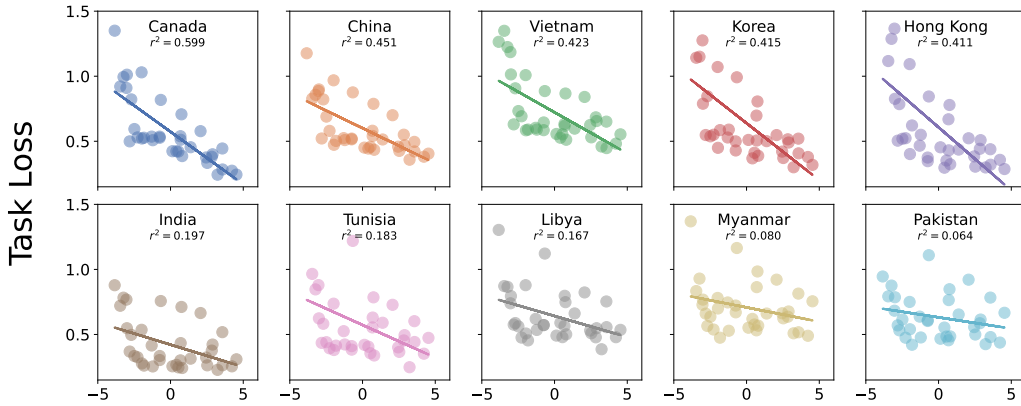 Task Loss
1.5
1.0
0.5
Canada
r² = 0.599
China
r² = 0.451
Vietnam
r² = 0.423
Korea
r² = 0.415
Hong Kong
r² = 0.411
1.5
1.0
0.5
India
r² = 0.197
Tunisia
r² = 0.183
Libya
r² = 0.167
Myanmar
r² = 0.080
Pakistan
r² = 0.064
−5 0 5
−5 0 5
−5 0 5
−5 0 5
−5 0 5